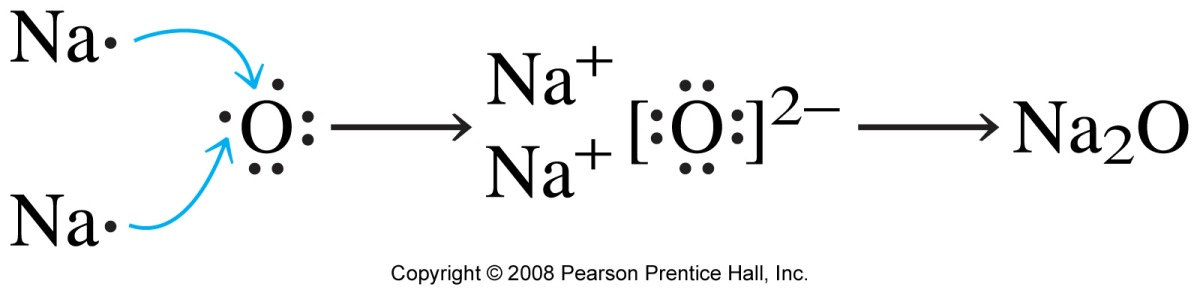 Na·
Na·
·O:
Na⁺
Na⁺
[:O:]²⁻
Na₂O
Copyright © 2008 Pearson Prentice Hall, Inc.